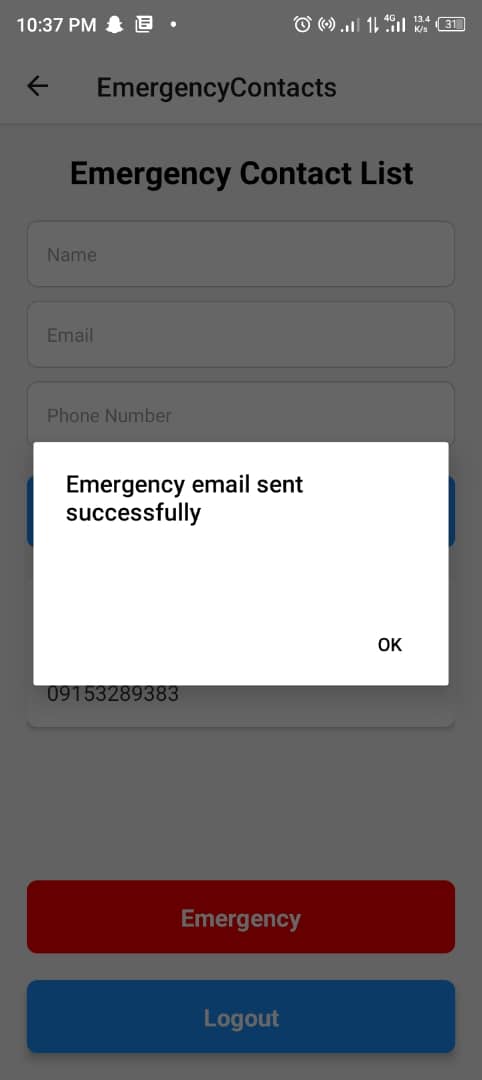 10:37 PM
4G
13.4
K/s
31
EmergencyContacts
Emergency Contact List
Name
Email
Phone Number
Emergency email sent
successfully
OK
09153289383
Emergency
Logout